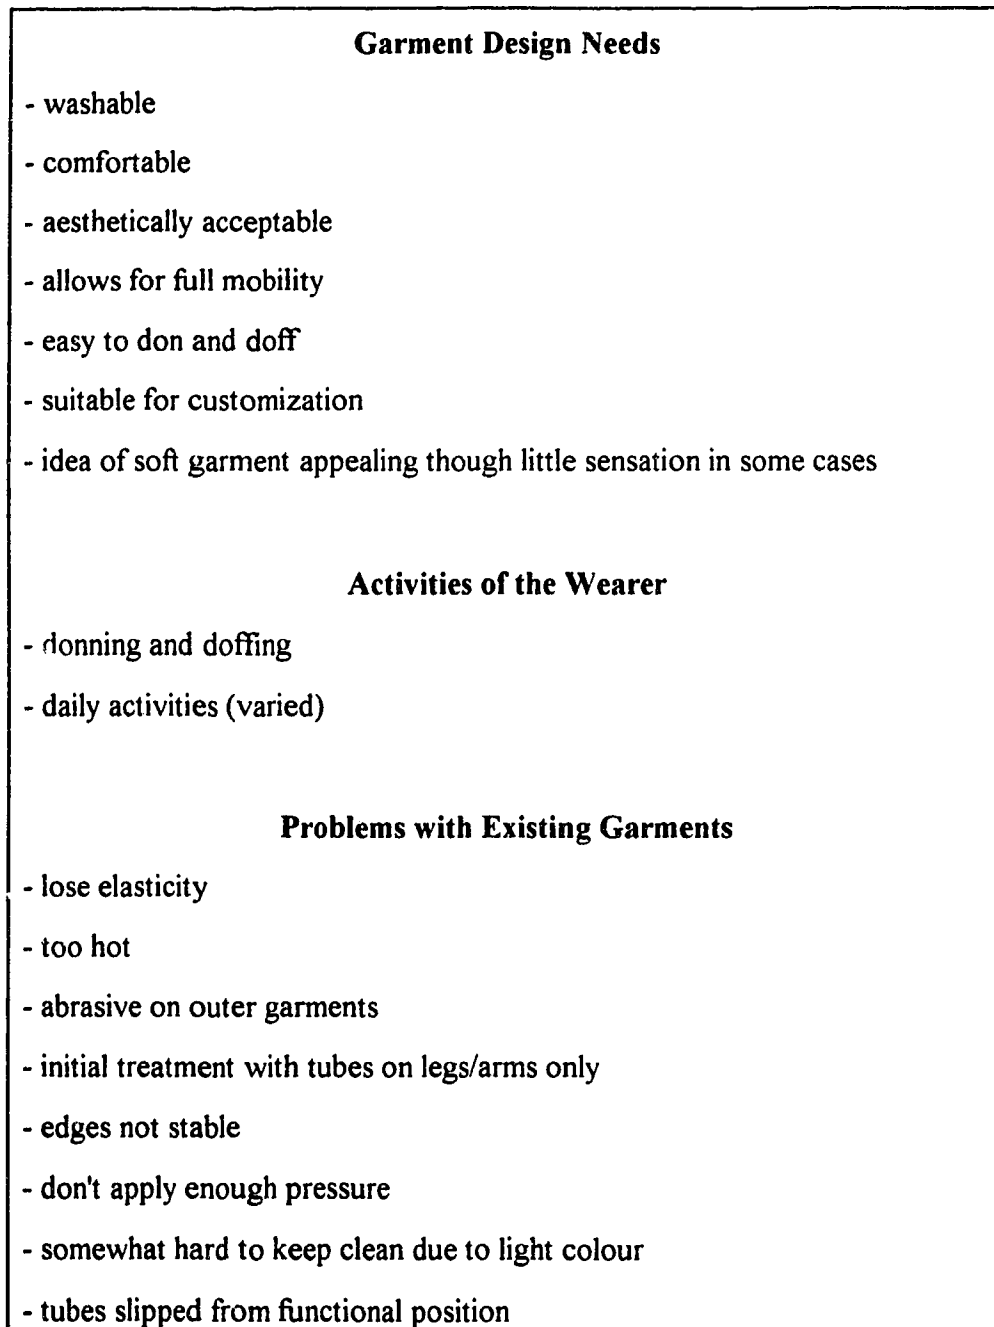 Garment Design Needs
- washable
- comfortable
- aesthetically acceptable
- allows for full mobility
- easy to don and doff
- suitable for customization
- idea of soft garment appealing though little sensation in some cases
Activities of the Wearer
- donning and doffing
- daily activities (varied)
Problems with Existing Garments
- lose elasticity
- too hot
- abrasive on outer garments
- initial treatment with tubes on legs/arms only
- edges not stable
- don't apply enough pressure
- somewhat hard to keep clean due to light colour
- tubes slipped from functional position